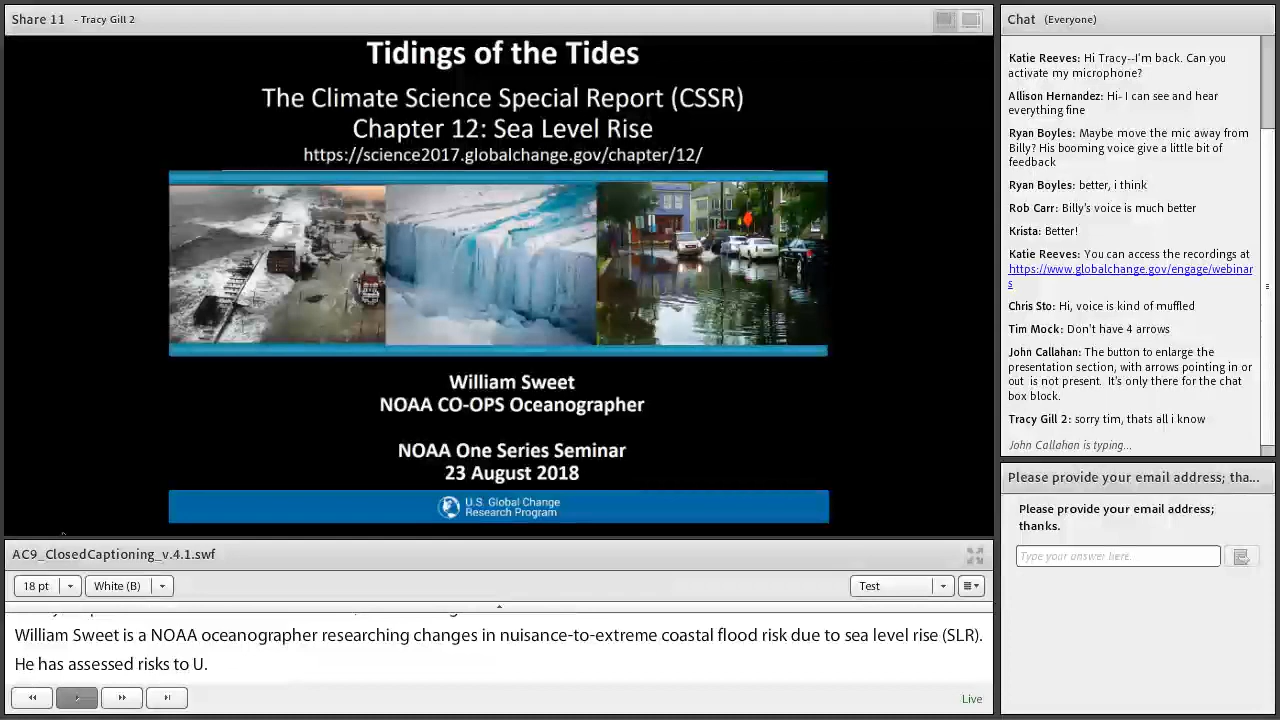 Share 11 - Tracy Gill 2
Tidings of the Tides
The Climate Science Special Report (CSSR)
Chapter 12: Sea Level Rise
https://science2017.globalchange.gov/chapter/12/
William Sweet
NOAA CO-OPS Oceanographer
NOAA One Series Seminar
23 August 2018
U.S. Global Change
Research Program
AC9_ClosedCaptioning_v.4.1.swf
18 pt
White (B)
Test
William Sweet is a NOAA oceanographer researching changes in nuisance-to-extreme coastal flood risk due to sea level rise (SLR).
He has assessed risks to U.
Live
Chat (Everyone)
Katie Reeves: Hi Tracy--I'm back. Can you
activate my microphone?
Allison Hernandez: Hi- I can see and hear
everything fine
Ryan Boyles: Maybe move the mic away from
Billy? His booming voice give a little bit of
feedback
Ryan Boyles: better, i think
Rob Carr: Billy's voice is much better
Krista: Better!
Katie Reeves: You can access the recordings at
https://www.globalchange.gov/engage/webinar
s
Chris Sto: Hi, voice is kind of muffled
Tim Mock: Don't have 4 arrows
John Callahan: The button to enlarge the
presentation section, with arrows pointing in or
out is not present. It's only there for the chat
box block.
Tracy Gill 2: sorry tim, thats all i know
John Callahan is typing...
Please provide your email address; tha...
Please provide your email address;
thanks.
Type your answer here.